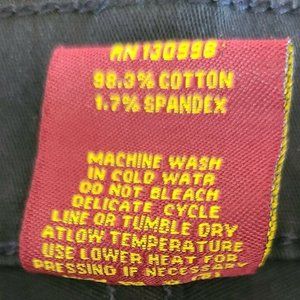 RN 130998
98.3% COTTON
1.7% SPANDEX
MACHINE WASH
IN COLD WATR
DO NOT BLEACH
DELICATE CYCLE
LINE OR TUMBLE DRY
ATLOW TEMPERATURE
USE LOWER HEAT FOR
PRESSING IF NECESSARY